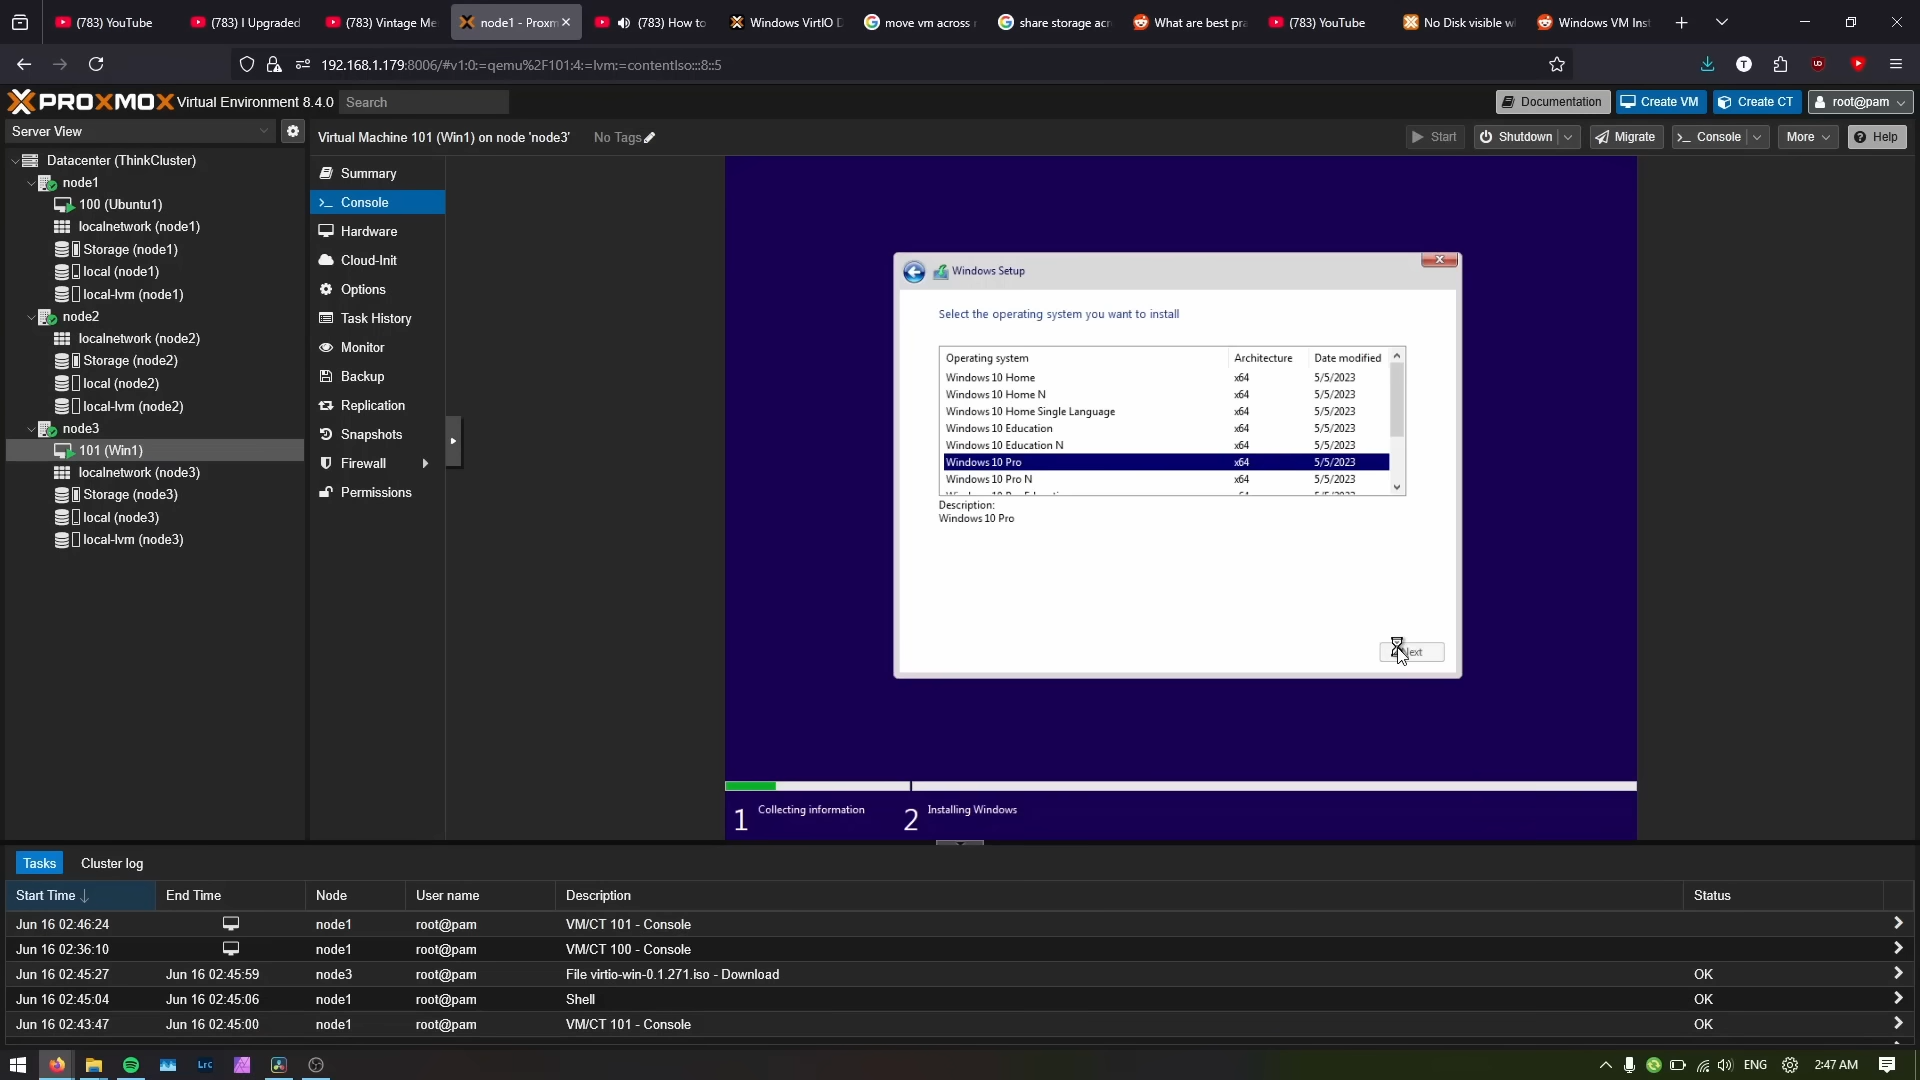 (783) YouTube
(783) I Upgraded
(783) Vintage Me
node1 - Proxm
(783) How to
Windows VirtIO D
move vm across
share storage acr
What are best pra
(783) YouTube
No Disk visible w
Windows VM Inst
192.168.1.179:8006/#v1:0:=qemu%2F101:4:=lvm:=contentIso:::8::5
PROXMOX Virtual Environment 8.4.0
Search
Documentation
Create VM
Create CT
root@pam
Server View
Virtual Machine 101 (Win1) on node 'node3'
No Tags
Start
Shutdown
Migrate
Console
More
Help
Datacenter (ThinkCluster)
node1
100 (Ubuntu1)
localnetwork (node1)
Storage (node1)
local (node1)
local-lvm (node1)
node2
localnetwork (node2)
Storage (node2)
local (node2)
local-lvm (node2)
node3
101 (Win1)
localnetwork (node3)
Storage (node3)
local (node3)
local-lvm (node3)
Summary
Console
Hardware
Cloud-Init
Options
Task History
Monitor
Backup
Replication
Snapshots
Firewall
Permissions
Windows Setup
Select the operating system you want to install
Operating system Architecture Date modified
Windows 10 Home x64 5/5/2023
Windows 10 Home N x64 5/5/2023
Windows 10 Home Single Language x64 5/5/2023
Windows 10 Education x64 5/5/2023
Windows 10 Education N x64 5/5/2023
Windows 10 Pro x64 5/5/2023
Windows 10 Pro N x64 5/5/2023
Description:
Windows 10 Pro
Next
1 Collecting information
2 Installing Windows
Tasks
Cluster log
Start Time End Time Node User name Description Status
Jun 16 02:46:24 node1 root@pam VM/CT 101 - Console
Jun 16 02:36:10 node1 root@pam VM/CT 100 - Console
Jun 16 02:45:27 Jun 16 02:45:59 node3 root@pam File virtio-win-0.1.271.iso - Download OK
Jun 16 02:45:04 Jun 16 02:45:06 node1 root@pam Shell OK
Jun 16 02:43:47 Jun 16 02:45:00 node1 root@pam VM/CT 101 - Console OK
Lrc
ENG
2:47 AM